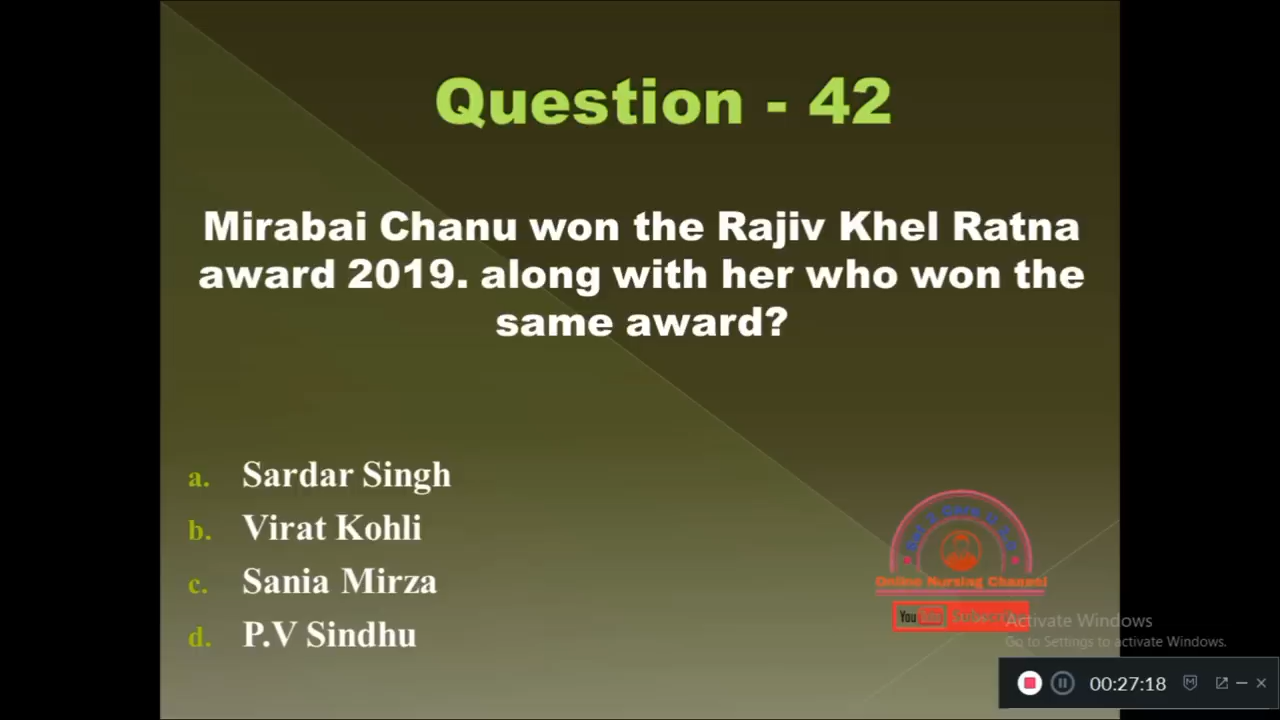 Question - 42
Mirabai Chanu won the Rajiv Khel Ratna
award 2019. along with her who won the
same award?
a. Sardar Singh
b. Virat Kohli
c. Sania Mirza
d. P.V Sindhu
Online Nursing Channel
You Subscribe
Activate Windows
Go to Settings to activate Windows.
00:27:18